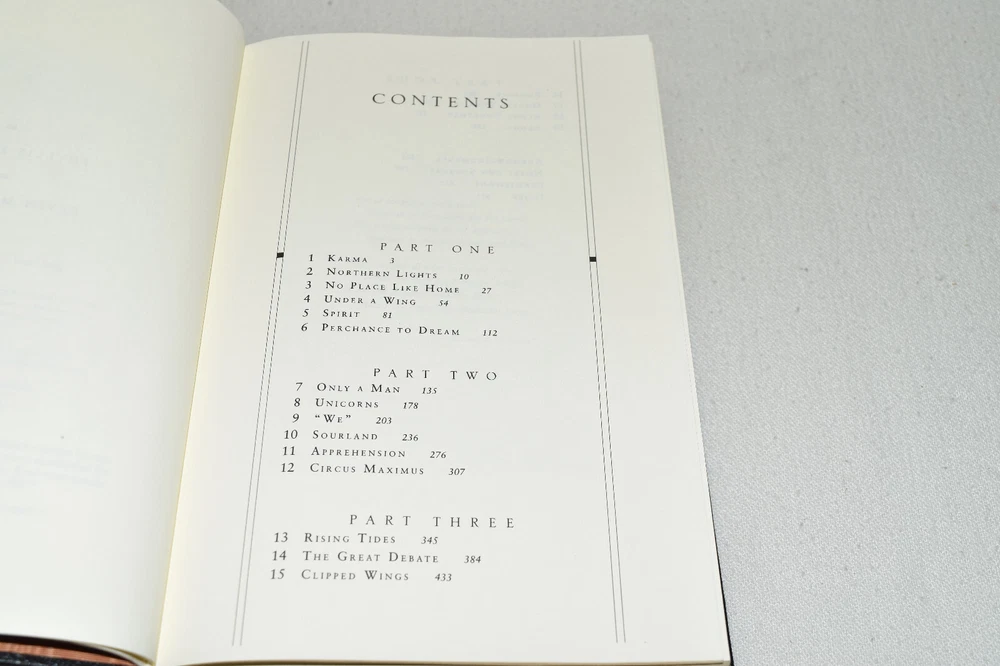 CONTENTS
PART ONE
1 KARMA 3
2 NORTHERN LIGHTS 10
3 NO PLACE LIKE HOME 27
4 UNDER A WING 54
5 SPIRIT 81
6 PERCHANCE TO DREAM 112
PART TWO
7 ONLY A MAN 135
8 UNICORNS 178
9 “WE” 203
10 SOURLAND 236
11 APPREHENSION 276
12 CIRCUS MAXIMUS 307
PART THREE
13 RISING TIDES 345
14 THE GREAT DEBATE 384
15 CLIPPED WINGS 433